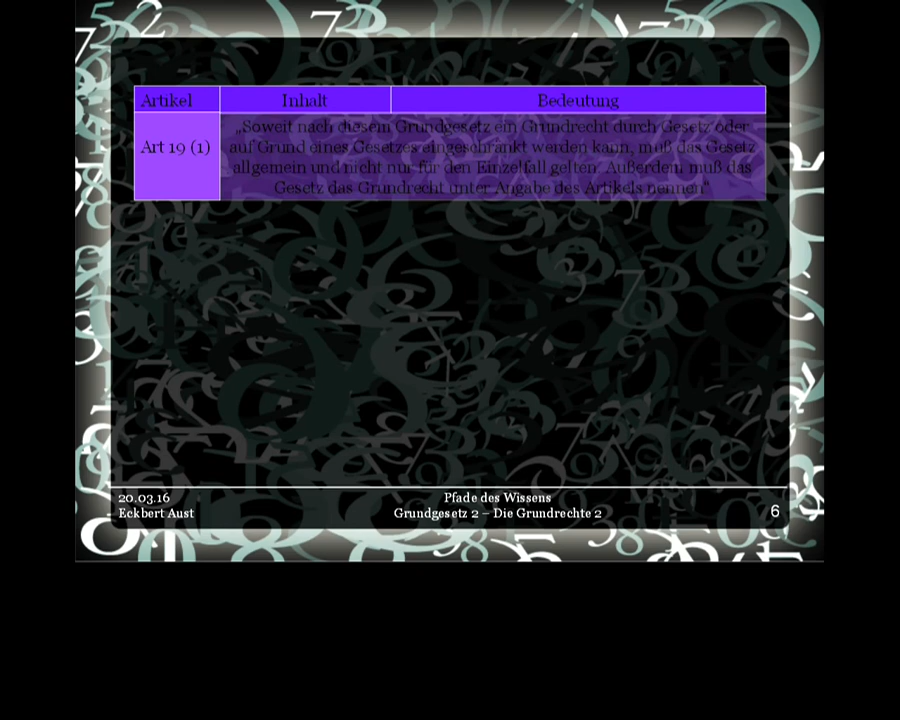 Artikel Inhalt Bedeutung
Art 19 (1)
„Soweit nach diesem Grundgesetz ein Grundrecht durch Gesetz oder
auf Grund eines Gesetzes eingeschränkt werden kann, muß das Gesetz
allgemein und nicht nur für den Einzelfall gelten. Außerdem muß das
Gesetz das Grundrecht unter Angabe des Artikels nennen“
20.03.16 Pfade des Wissens
Eckbert Aust Grundgesetz 2 – Die Grundrechte 2 6